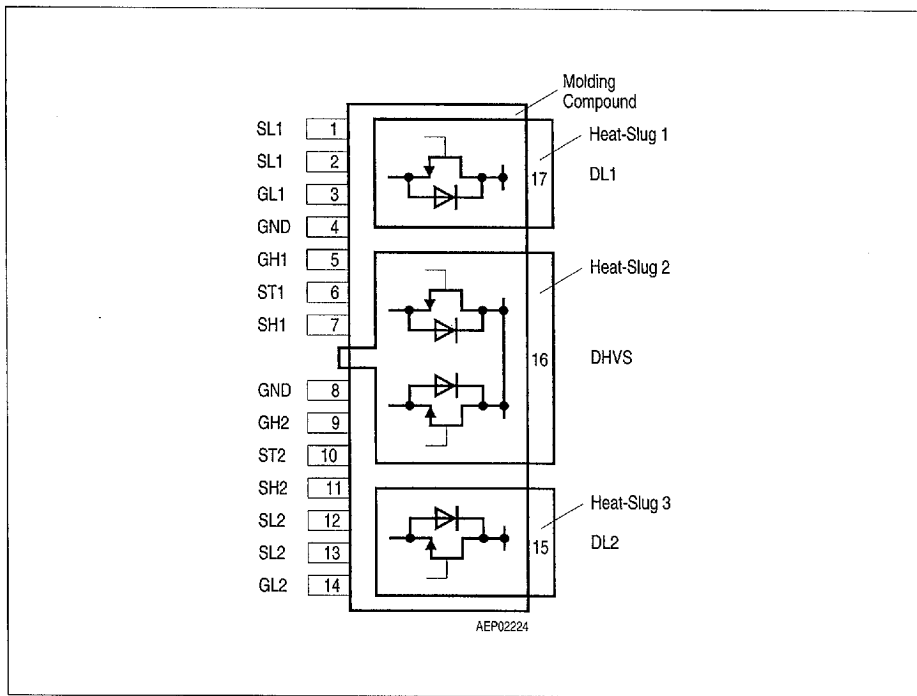 Molding
Compound
SL1 1
Heat-Slug 1
SL1 2
17 DL1
GL1 3
GND 4
GH1 5
Heat-Slug 2
ST1 6
SH1 7
16 DHVS
GND 8
GH2 9
ST2 10
SH2 11
Heat-Slug 3
SL2 12
15 DL2
SL2 13
GL2 14
AEP02224